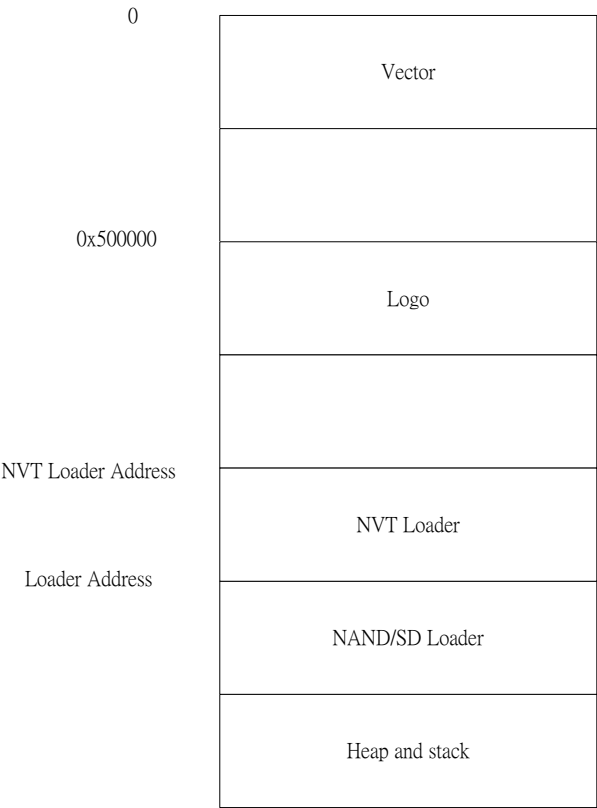 0
Vector
0x500000
Logo
NVT Loader Address
NVT Loader
Loader Address
NAND/SD Loader
Heap and stack